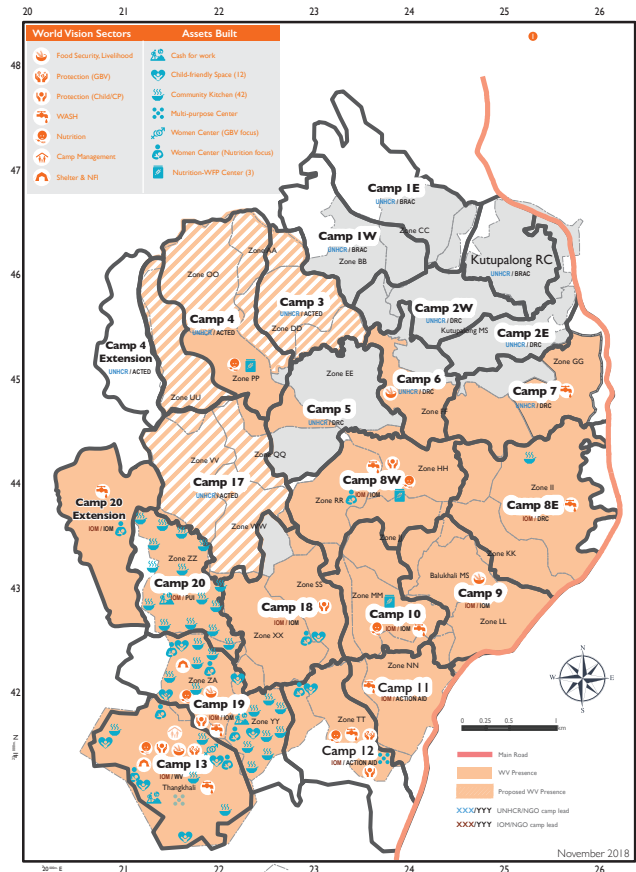 20 21 22 23 24 25 26
World Vision Sectors
Food Security, Livelihood
Protection (GBV)
Protection (Child/CP)
WASH
Nutrition
Camp Management
Shelter & NFI
Assets Built
Cash for work
Child-friendly Space (12)
Community Kitchen (42)
Multi-purpose Center
Women Center (GBV focus)
Women Center (Nutrition focus)
Nutrition-WFP Center (3)
48
47
46
45
44
43
42
Camp 1E
UNHCR / BRAC
Zone CC
Camp 1W
UNHCR / BRAC
Zone BB
Kutupalong RC
UNHCR / BRAC
Zone AA
Zone OO
Camp 3
UNHCR / ACTED
Zone DD
Camp 4
UNHCR / ACTED
Camp 2W
UNHCR / DRC
Kutupalong MS
Camp 2E
UNHCR / DRC
Camp 4
Extension
UNHCR / ACTED
Zone GG
Zone EE
Zone PP
Camp 6
UNHCR / DRC
Zone FF
Camp 7
UNHCR / DRC
Zone UU
Camp 5
UNHCR / DRC
Zone VV
Zone QQ
Camp 17
UNHCR/ACTED
Zone HH
Camp 8W
IOM / IOM
Zone RR
Zone II
Camp 8E
IOM / DRC
Camp 20
Extension
IOM / IOM
Zone WW
Zone ZZ
Zone KK
Camp 20
IOM / PUI
Zone SS
Camp 18
IOM / IOM
Zone XX
Zone MM
Camp 10
IOM / IOM
Balukhali MS
Camp 9
IOM / IOM
Zone LL
Zone NN
Camp 11
IOM / ACTION AID
Zone ZA
Camp 19
IOM / IOM
Zone YY
Zone TT
Camp 12
IOM / ACTION AID
Camp 13
IOM / WV
Thangkhali
N
W E
S
0 0.25 0.5 1
km
Main Road
WV Presence
Proposed WV Presence
XXX/YYY UNHCR/NGO camp lead
XXX/YYY IOM/NGO camp lead
November 2018
21 22 23 24 25 26